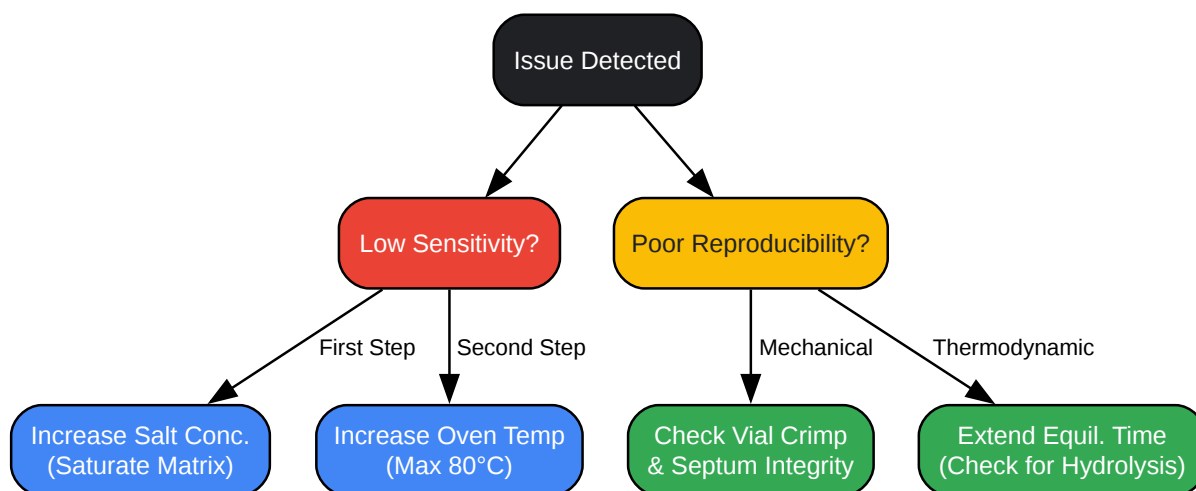 Issue Detected
Low Sensitivity?
Poor Reproducibility?
First Step
Second Step
Mechanical
Thermodynamic
Increase Salt Conc.
(Saturate Matrix)
Increase Oven Temp
(Max 80°C)
Check Vial Crimp
& Septum Integrity
Extend Equil. Time
(Check for Hydrolysis)